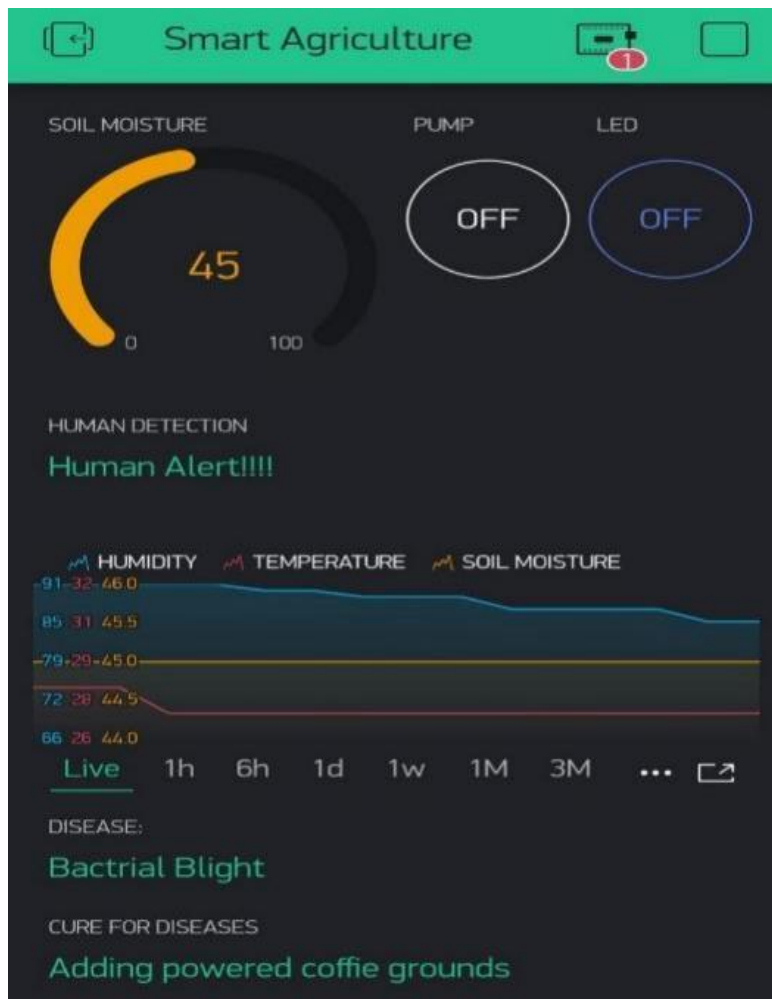 Smart Agriculture
1
SOIL MOISTURE
PUMP
LED
45
OFF
OFF
0
100
HUMAN DETECTION
Human Alert!!!!
HUMIDITY TEMPERATURE SOIL MOISTURE
91 32 46.0
85 31 45.5
79 29 45.0
72 28 44.5
66 26 44.0
Live 1h 6h 1d 1w 1M 3M ...
DISEASE:
Bactrial Blight
CURE FOR DISEASES
Adding powered coffie grounds